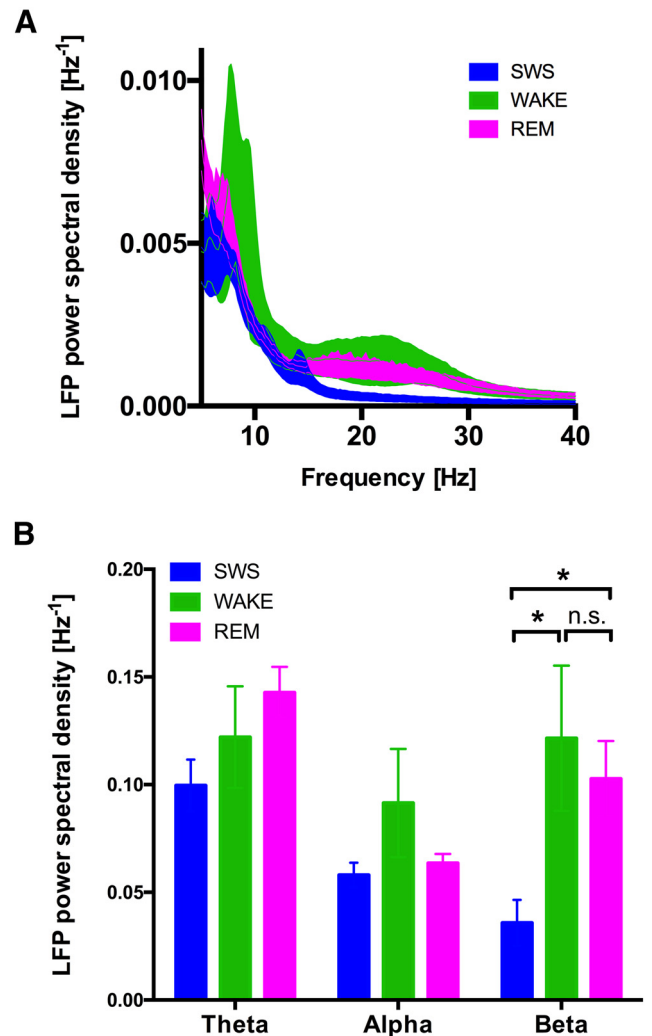 A
LFP power spectral density [Hz-1]
0.010
0.005
0.000
SWS
WAKE
REM
10
20
30
40
Frequency [Hz]
B
LFP power spectral density [Hz-1]
0.20
0.15
0.10
0.05
0.00
SWS
WAKE
REM
*
*
n.s.
Theta
Alpha
Beta